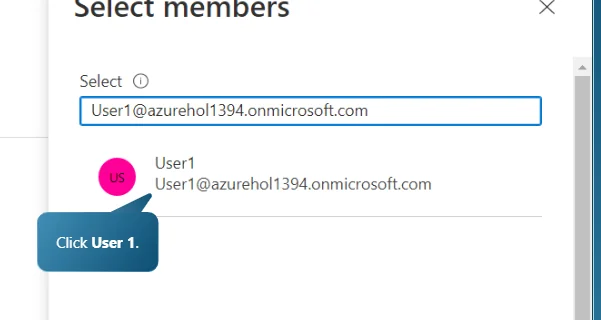 Select members
Select
User1@azurehol1394.onmicrosoft.com
US
User1
User1@azurehol1394.onmicrosoft.com
Click User 1.